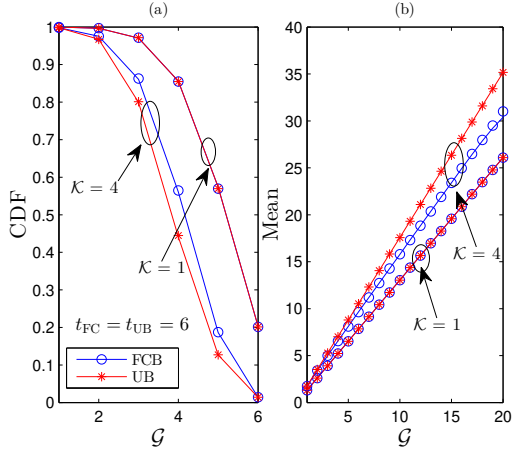 (a)
(b)
1
0.9
0.8
0.7
0.6
0.5
0.4
0.3
0.2
0.1
0
CDF
𝒦 = 4
𝒦 = 1
t_FC = t_UB = 6
FCB
UB
2
4
6
𝒢
40
35
30
25
20
15
10
5
0
Mean
𝒦 = 4
𝒦 = 1
5
10
15
20
𝒢